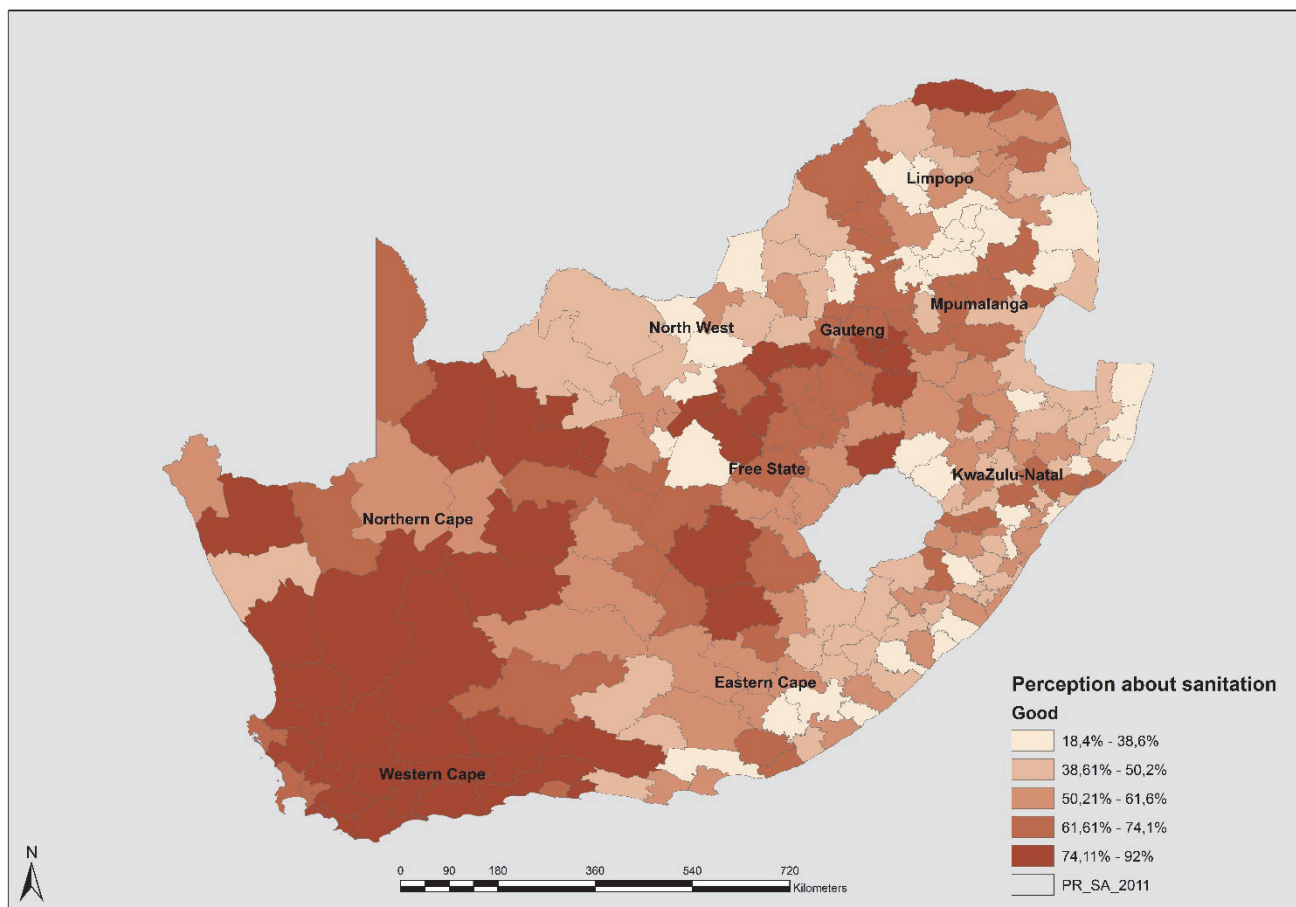 Limpopo
Mpumalanga
North West
Gauteng
Free State
KwaZulu-Natal
Northern Cape
Eastern Cape
Western Cape
Perception about sanitation
Good
18,4% - 38,6%
38,61% - 50,2%
50,21% - 61,6%
61,61% - 74,1%
74,11% - 92%
PR_SA_2011
N
0 90 180 360 540 720
Kilometers